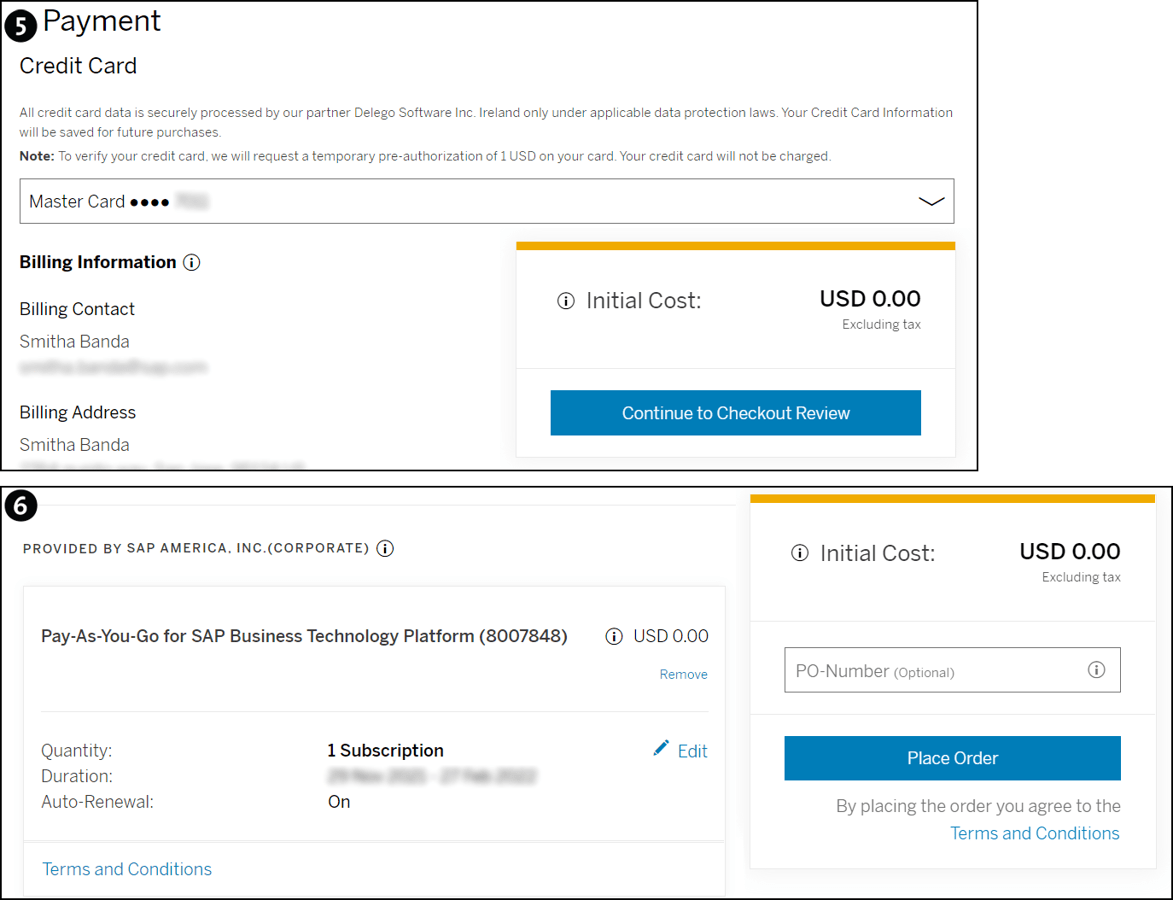 5 Payment
Credit Card
All credit card data is securely processed by our partner Delego Software Inc. Ireland only under applicable data protection laws. Your Credit Card Information
will be saved for future purchases.
Note: To verify your credit card, we will request a temporary pre-authorization of 1 USD on your card. Your credit card will not be charged.
Master Card ●●●●
Billing Information
Billing Contact
Smitha Banda
Billing Address
Smitha Banda
Initial Cost: USD 0.00
Excluding tax
Continue to Checkout Review
6
PROVIDED BY SAP AMERICA, INC.(CORPORATE)
Pay-As-You-Go for SAP Business Technology Platform (8007848) USD 0.00
Remove
Quantity: 1 Subscription Edit
Duration:
Auto-Renewal: On
Terms and Conditions
Initial Cost: USD 0.00
Excluding tax
PO-Number (Optional)
Place Order
By placing the order you agree to the
Terms and Conditions